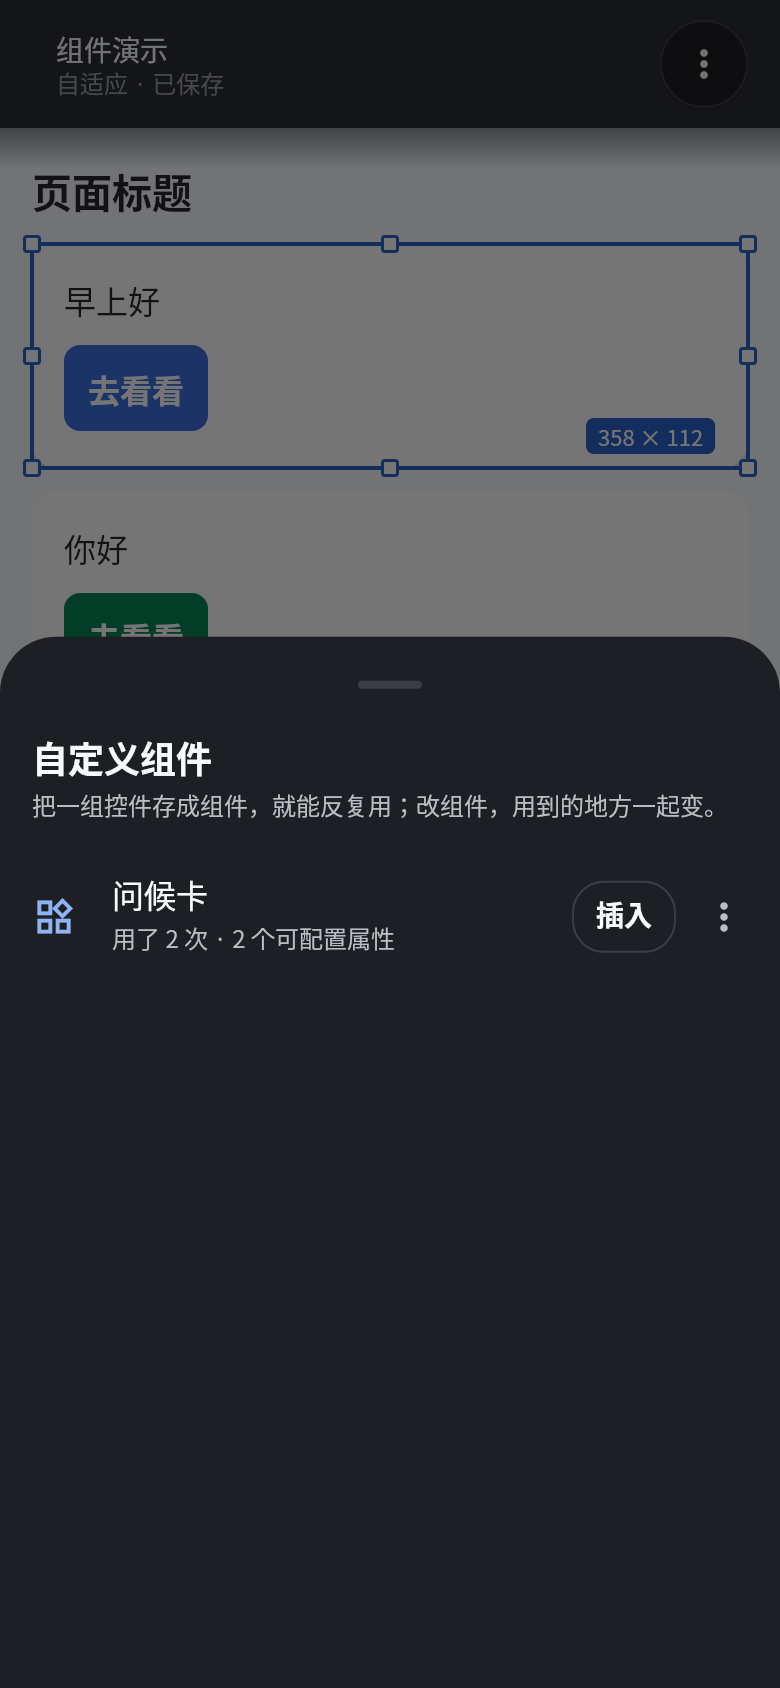 组件演示
自适应 · 已保存
页面标题
早上好
去看看
358 × 112
你好
去看看
自定义组件
把一组控件存成组件，就能反复用；改组件，用到的地方一起变。
问候卡
用了 2 次 · 2 个可配置属性
插入